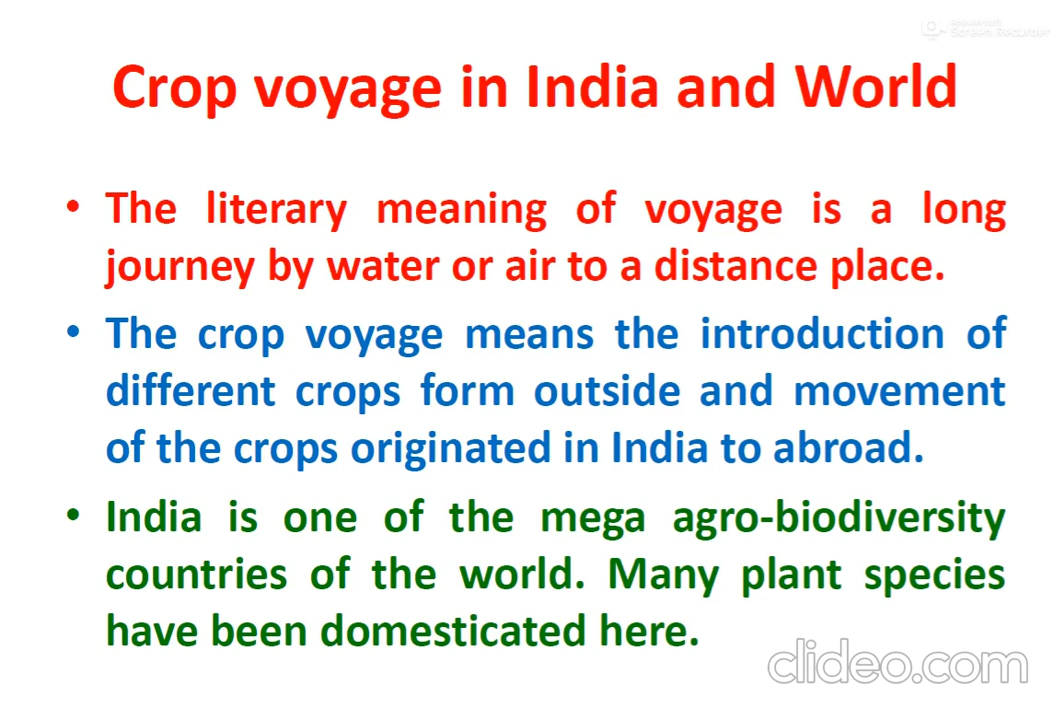 Screen Recorder
Crop voyage in India and World
• The literary meaning of voyage is a long
journey by water or air to a distance place.
• The crop voyage means the introduction of
different crops form outside and movement
of the crops originated in India to abroad.
• India is one of the mega agro-biodiversity
countries of the world. Many plant species
have been domesticated here.
clideo.com